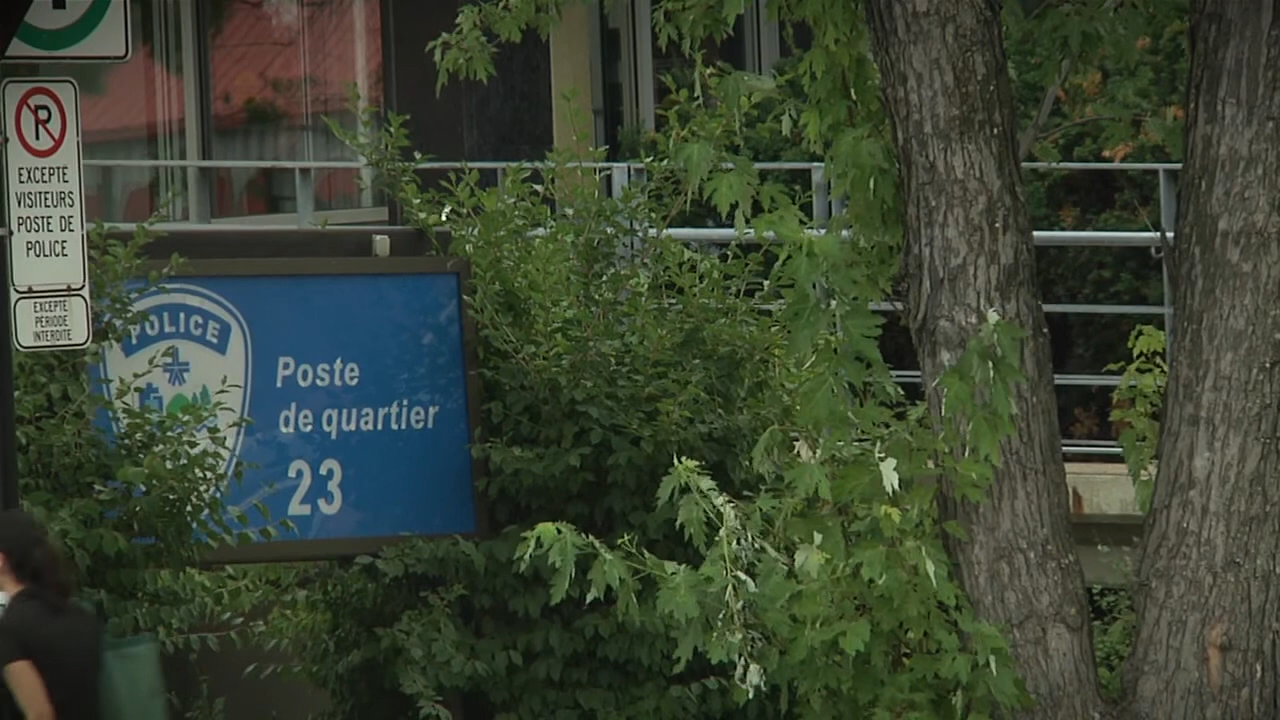 P
EXCEPTÉ
VISITEURS
POSTE DE
POLICE
EXCEPTÉ
PÉRIODE
INTERDITE
POLICE
Poste
de quartier
23